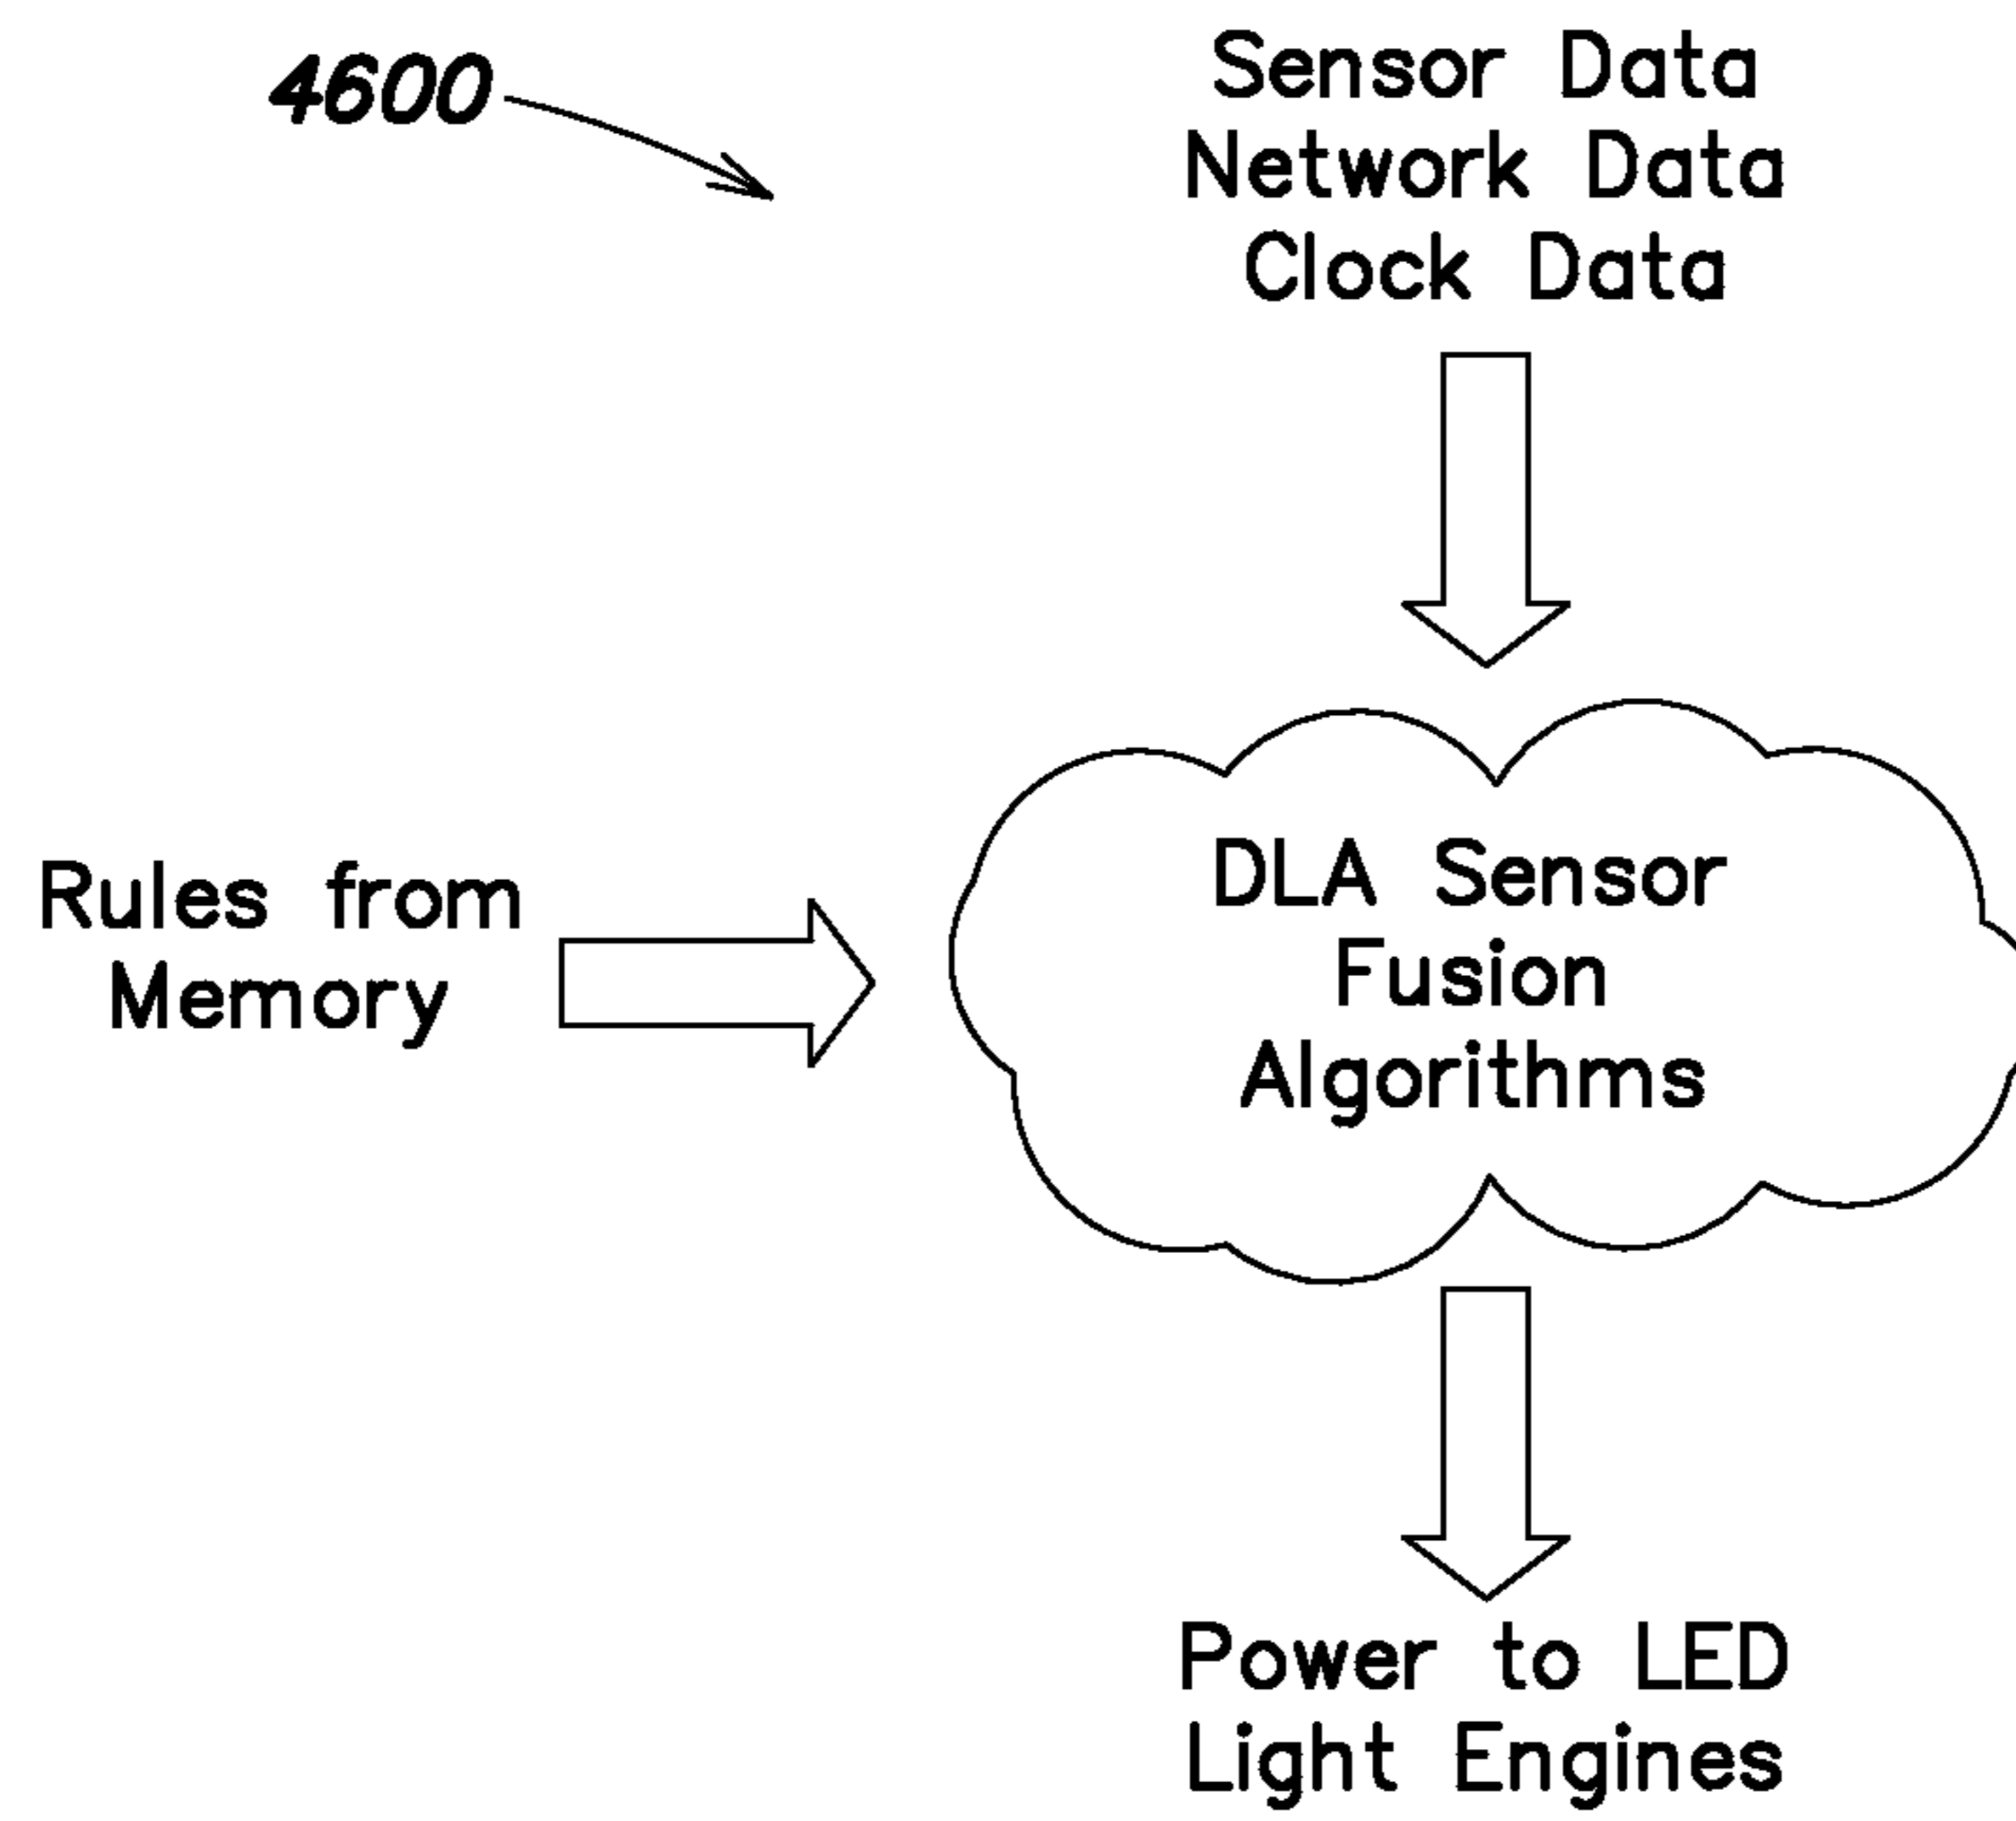 4600
Sensor Data
Network Data
Clock Data
Rules from
Memory
DLA Sensor
Fusion
Algorithms
Power to LED
Light Engines